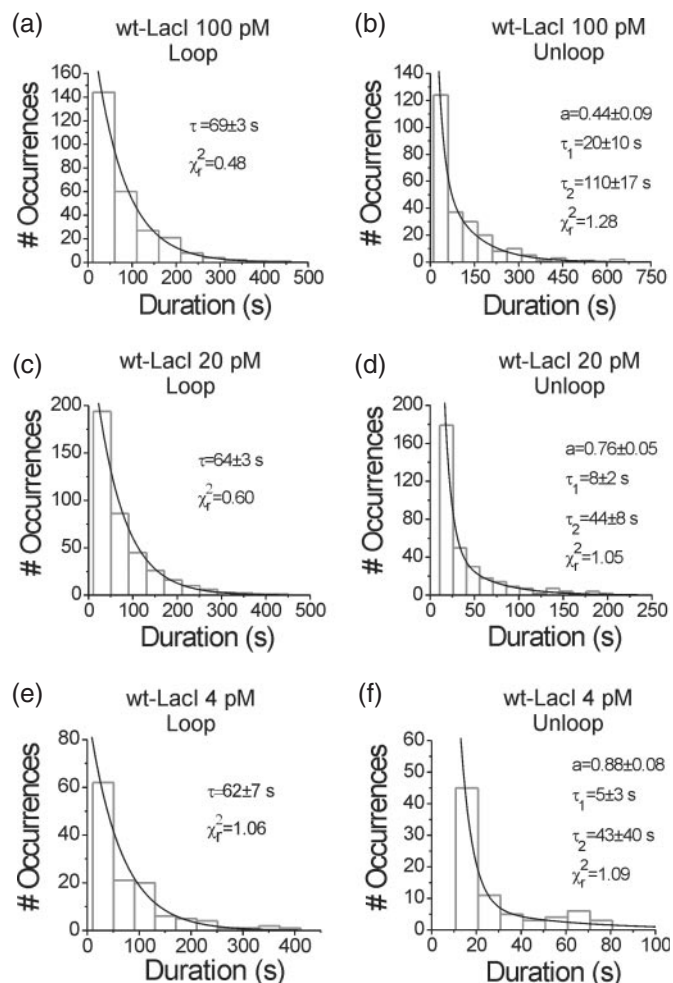 (a)
wt-LacI 100 pM
Loop
# Occurrences
160
140
120
100
80
60
40
20
0
τ =69±3 s
χr²=0.48
0 100 200 300 400 500
Duration (s)
(b)
wt-LacI 100 pM
Unloop
# Occurrences
140
120
100
80
60
40
20
0
a=0.44±0.09
τ1=20±10 s
τ2=110±17 s
χr²=1.28
0 150 300 450 600 750
Duration (s)
(c)
wt-LacI 20 pM
Loop
# Occurrences
200
150
100
50
0
τ=64±3 s
χr²=0.60
0 100 200 300 400 500
Duration (s)
(d)
wt-LacI 20 pM
Unloop
# Occurrences
200
160
120
80
40
0
a=0.76±0.05
τ1=8±2 s
τ2=44±8 s
χr²=1.05
0 50 100 150 200 250
Duration (s)
(e)
wt-LacI 4 pM
Loop
# Occurrences
80
60
40
20
0
τ=62±7 s
χr²=1.06
0 100 200 300 400
Duration (s)
(f)
wt-LacI 4 pM
Unloop
# Occurrences
60
50
40
30
20
10
0
a=0.88±0.08
τ1=5±3 s
τ2=43±40 s
χr²=1.09
0 20 40 60 80 100
Duration (s)